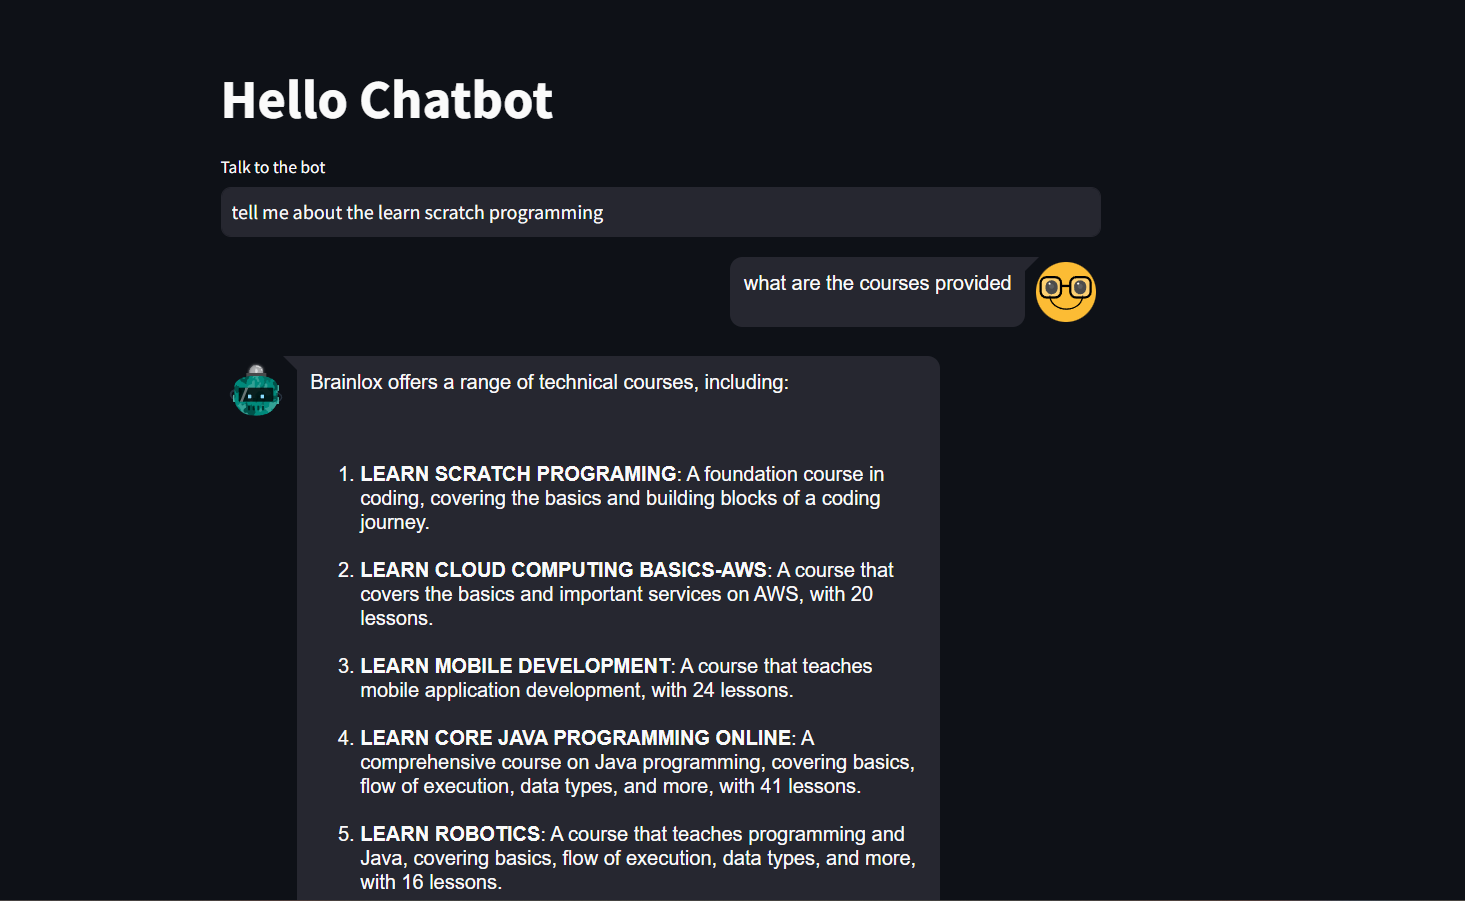 Hello Chatbot
Talk to the bot
tell me about the learn scratch programming
what are the courses provided
Brainlox offers a range of technical courses, including:
1. LEARN SCRATCH PROGRAMING: A foundation course in
coding, covering the basics and building blocks of a coding
journey.
2. LEARN CLOUD COMPUTING BASICS-AWS: A course that
covers the basics and important services on AWS, with 20
lessons.
3. LEARN MOBILE DEVELOPMENT: A course that teaches
mobile application development, with 24 lessons.
4. LEARN CORE JAVA PROGRAMMING ONLINE: A
comprehensive course on Java programming, covering basics,
flow of execution, data types, and more, with 41 lessons.
5. LEARN ROBOTICS: A course that teaches programming and
Java, covering basics, flow of execution, data types, and more,
with 16 lessons.